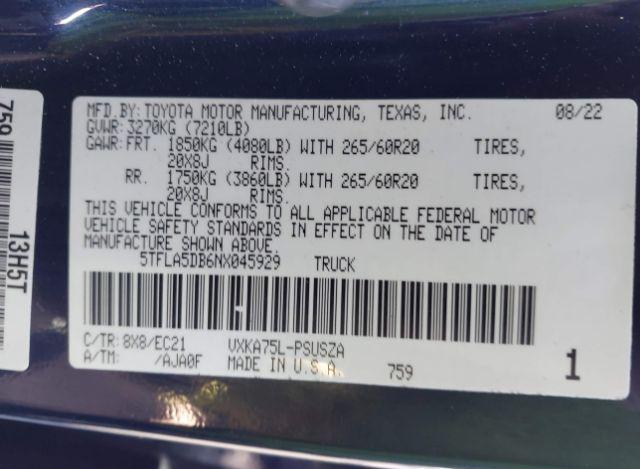 MFD.BY: TOYOTA MOTOR MANUFACTURING, TEXAS, INC. 08/22
GVWR: 3270KG (7210LB)
GAWR: FRT. 1850KG (4080LB) WITH 265/60R20 TIRES,
20X8J RIMS.
RR. 1750KG (3860LB) WITH 265/60R20 TIRES,
20X8J RIMS.
THIS VEHICLE CONFORMS TO ALL APPLICABLE FEDERAL MOTOR
VEHICLE SAFETY STANDARDS IN EFFECT ON THE DATE OF
MANUFACTURE SHOWN ABOVE.
5TFLA5DB6NX045929 TRUCK
C/TR: 8X8/EC21 VXKA75L-PSUSZA
A/TM: /AJA0F MADE IN U.S.A. 759 1
759
13H5T